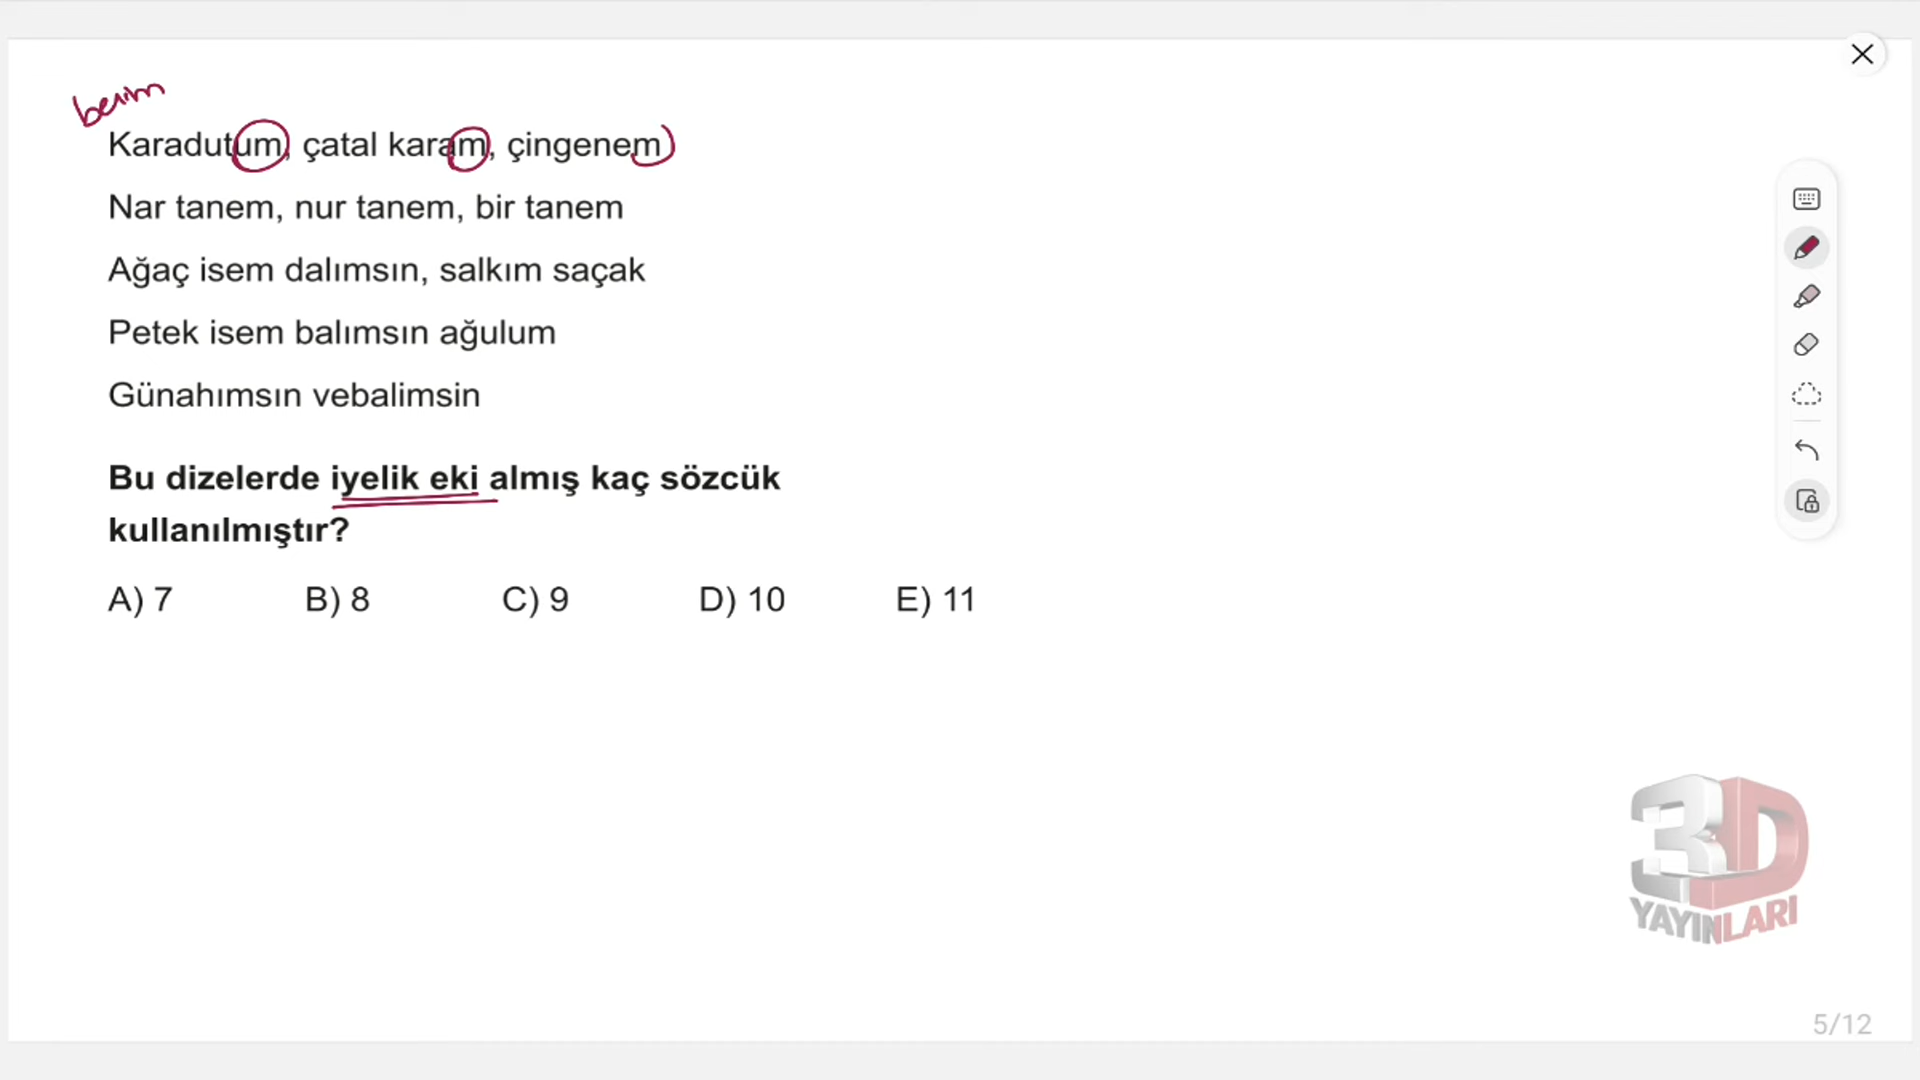 benim
Karadutum, çatal karam, çingenem
Nar tanem, nur tanem, bir tanem
Ağaç isem dalımsın, salkım saçak
Petek isem balımsın ağulum
Günahımsın vebalimsin
Bu dizelerde iyelik eki almış kaç sözcük
kullanılmıştır?
A) 7 B) 8 C) 9 D) 10 E) 11
3D
YAYINLARI
5/12